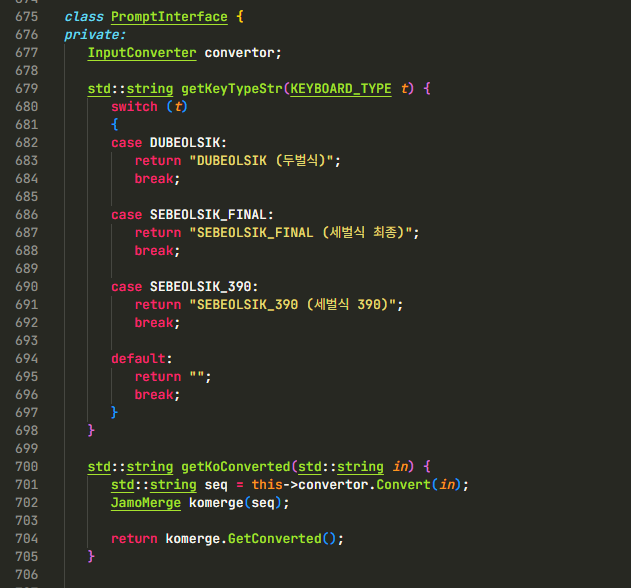 675 class PromptInterface {
676 private:
677 InputConverter convertor;
678
679 std::string getKeyTypeStr(KEYBOARD_TYPE t) {
680 switch (t)
681 {
682 case DUBEOLSIK:
683 return "DUBEOLSIK (두벌식)";
684 break;
685
686 case SEBEOLSIK_FINAL:
687 return "SEBEOLSIK_FINAL (세벌식 최종)";
688 break;
689
690 case SEBEOLSIK_390:
691 return "SEBEOLSIK_390 (세벌식 390)";
692 break;
693
694 default:
695 return "";
696 break;
697 }
698 }
699
700 std::string getKoConverted(std::string in) {
701 std::string seq = this->convertor.Convert(in);
702 JamoMerge komerge(seq);
703
704 return komerge.GetConverted();
705 }
706